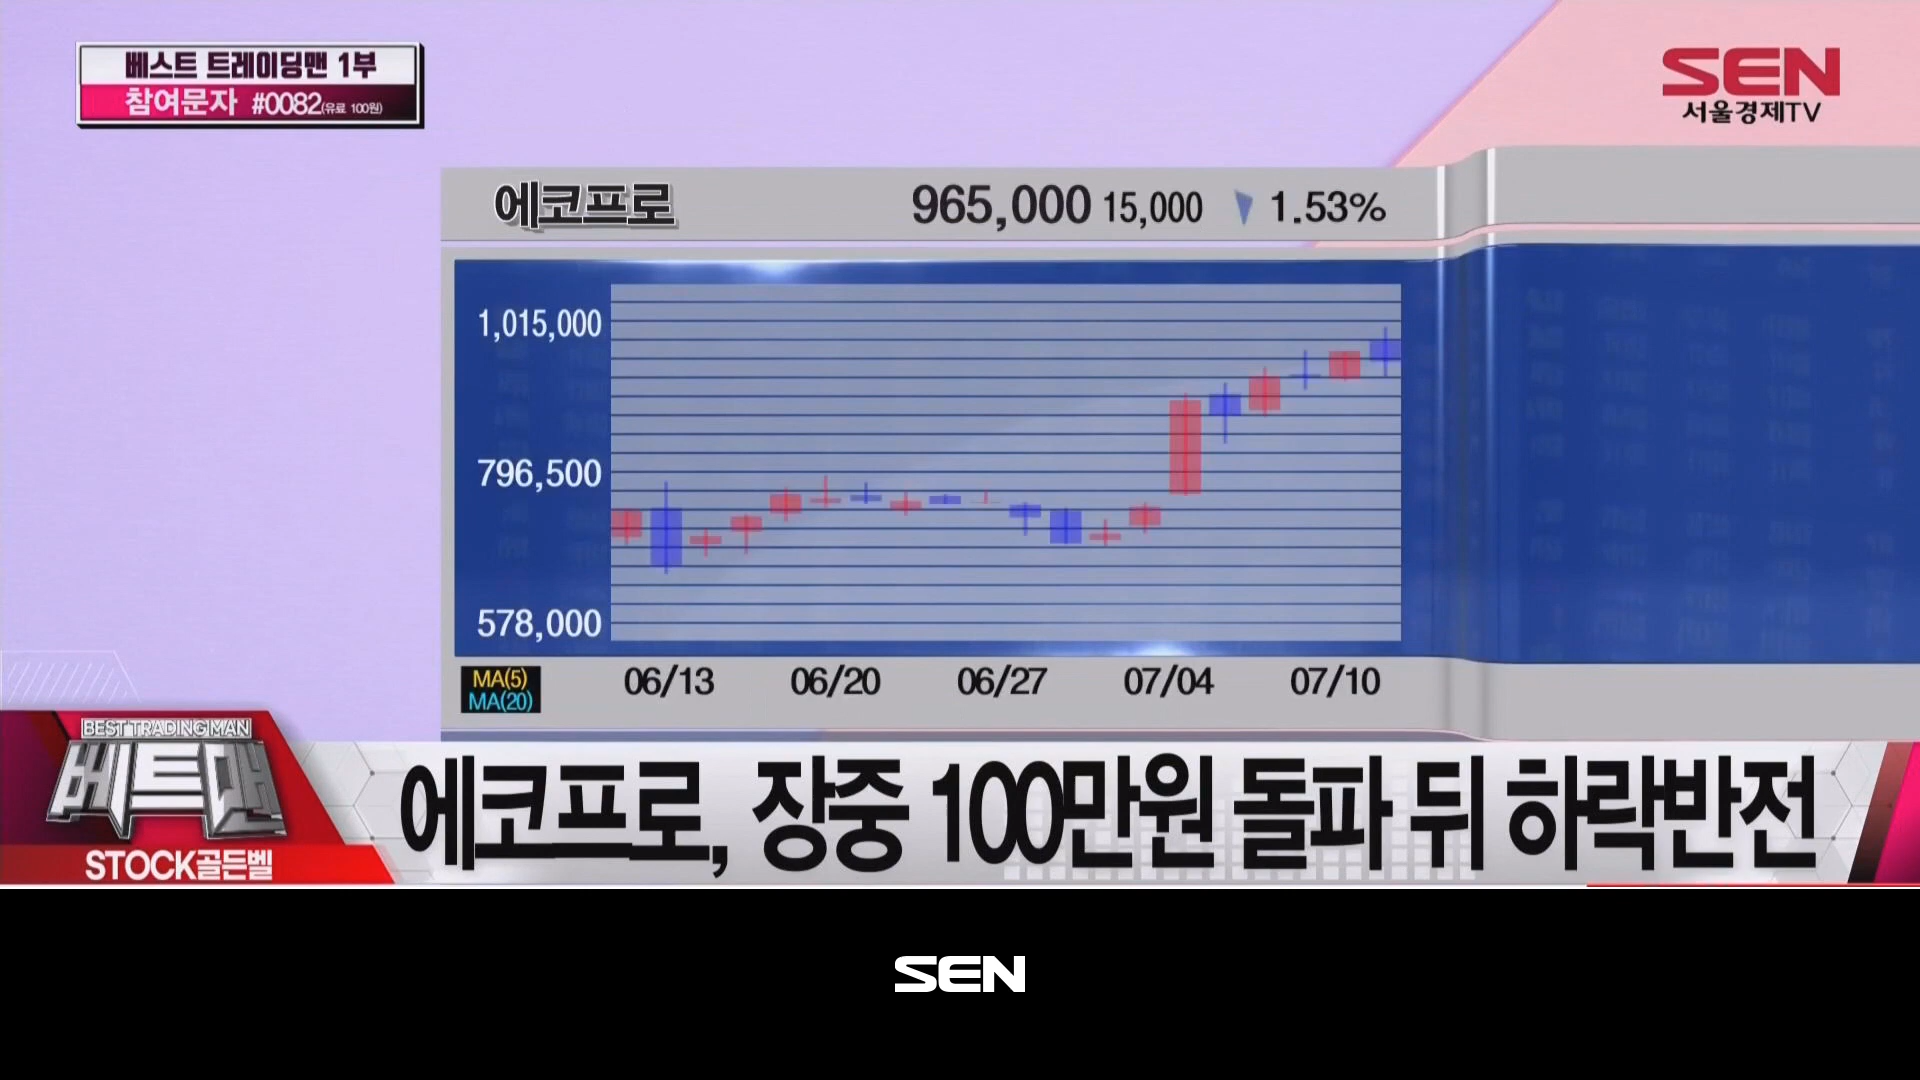 베스트 트레이딩맨 1부
참여문자 #0082(유료 100원)
SEN
서울경제TV
에코프로 965,000 15,000 ▼ 1.53%
1,015,000
796,500
578,000
MA(5)
MA(20)
06/13 06/20 06/27 07/04 07/10
BEST TRADING MAN
베트맨
STOCK골든벨
에코프로, 장중 100만원 돌파 뒤 하락반전
SEN